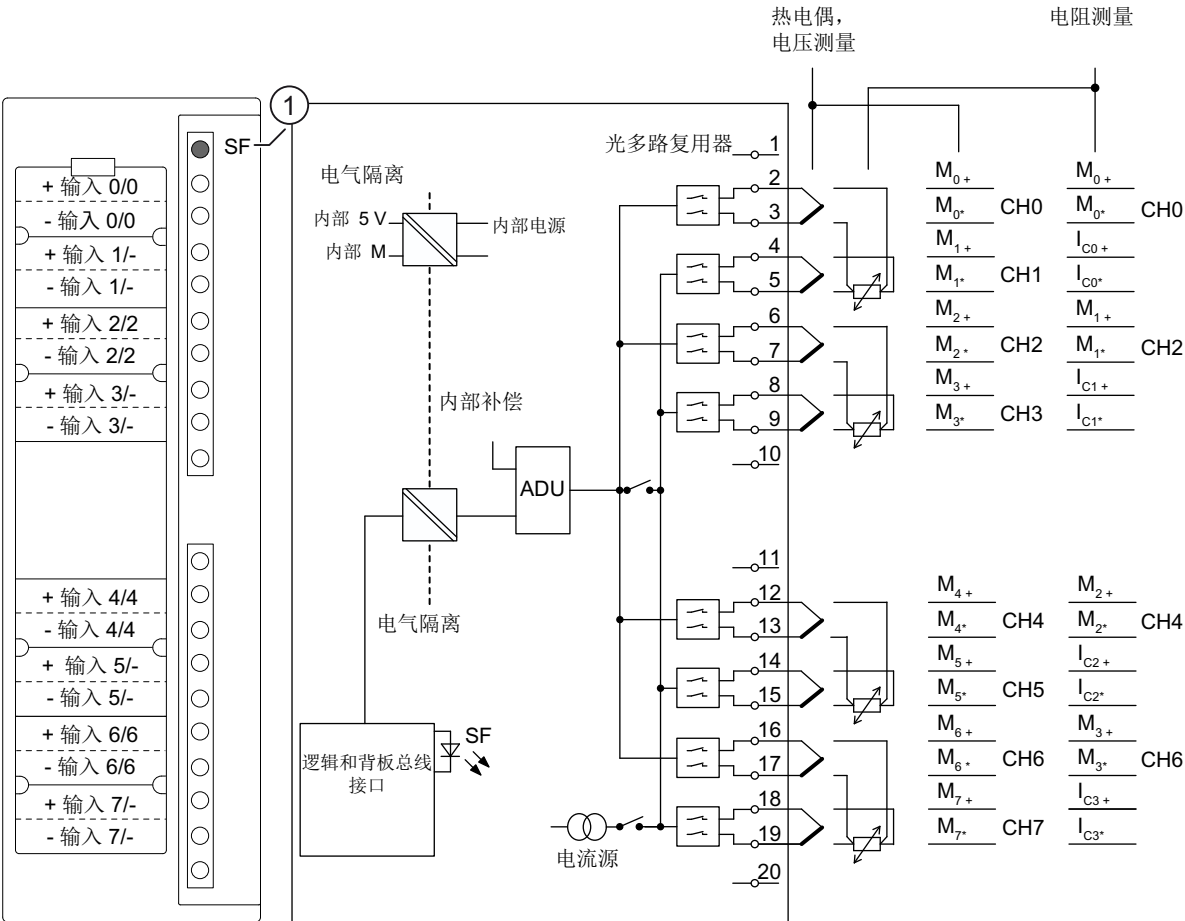 热电偶，
电压测量
电阻测量
1
SF
+ 输入 0/0
- 输入 0/0
+ 输入 1/-
- 输入 1/-
+ 输入 2/2
- 输入 2/2
+ 输入 3/-
- 输入 3/-
+ 输入 4/4
- 输入 4/4
+ 输入 5/-
- 输入 5/-
+ 输入 6/6
- 输入 6/6
+ 输入 7/-
- 输入 7/-
电气隔离
内部 5 V
内部 M
内部电源
内部补偿
ADU
电气隔离
逻辑和背板总线
接口
SF
电流源
光多路复用器
1
2
3
4
5
6
7
8
9
10
11
12
13
14
15
16
17
18
19
20
M0 +
M0* CH0
M1 +
M1* CH1
M2 +
M2 * CH2
M3 +
M3* CH3
M4 +
M4* CH4
M5 +
M5* CH5
M6 +
M6 * CH6
M7 +
M7* CH7
M0 +
M0* CH0
IC0 +
IC0*
M1 +
M1* CH2
IC1 +
IC1*
M2 +
M2* CH4
IC2 +
IC2*
M3 +
M3* CH6
IC3 +
IC3*